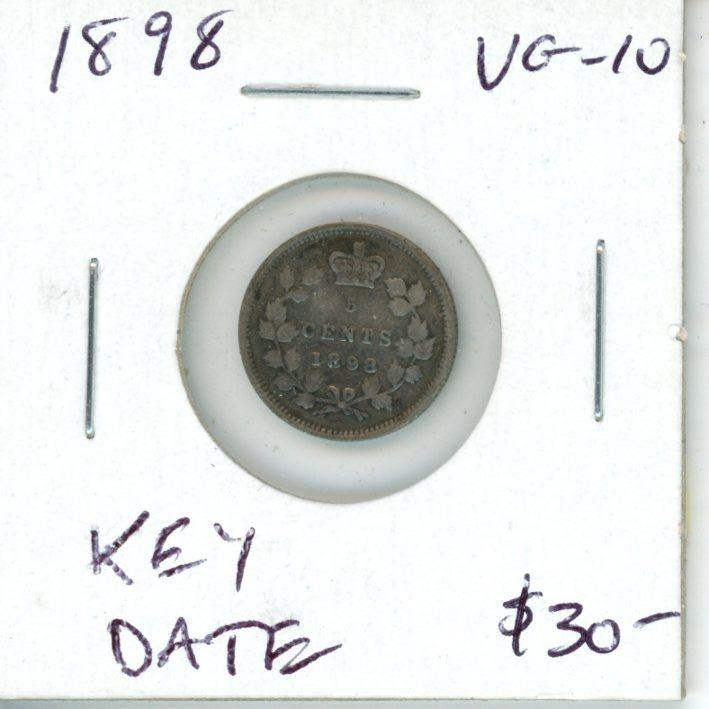 1898 VG-10
5
CENTS
1898
KEY
DATE $30-